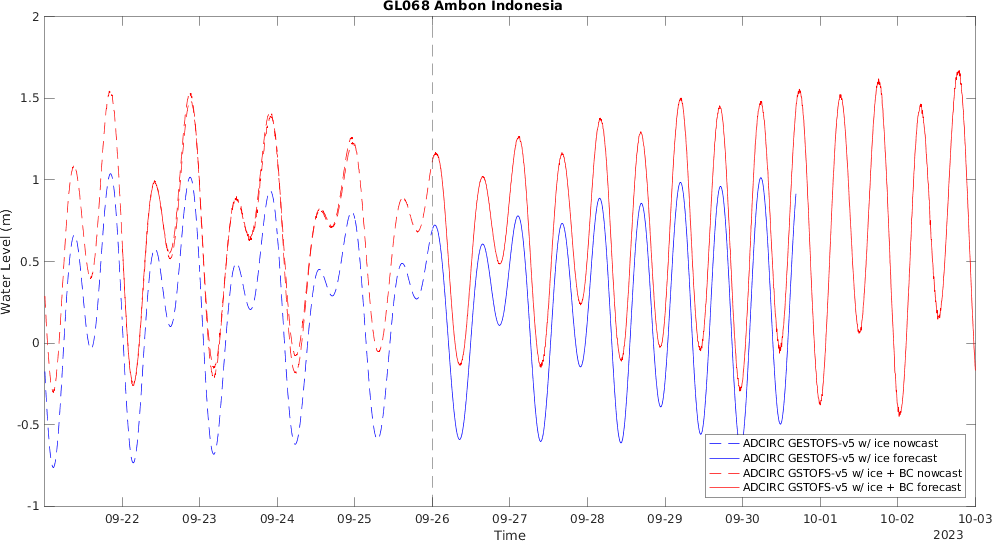 GL068 Ambon Indonesia
2
1.5
1
0.5
0
-0.5
-1
Water Level (m)
ADCIRC GESTOFS-v5 w/ ice nowcast
ADCIRC GESTOFS-v5 w/ ice forecast
ADCIRC GSTOFS-v5 w/ ice + BC nowcast
ADCIRC GSTOFS-v5 w/ ice + BC forecast
09-22 09-23 09-24 09-25 09-26 09-27 09-28 09-29 09-30 10-01 10-02 10-03
Time
2023